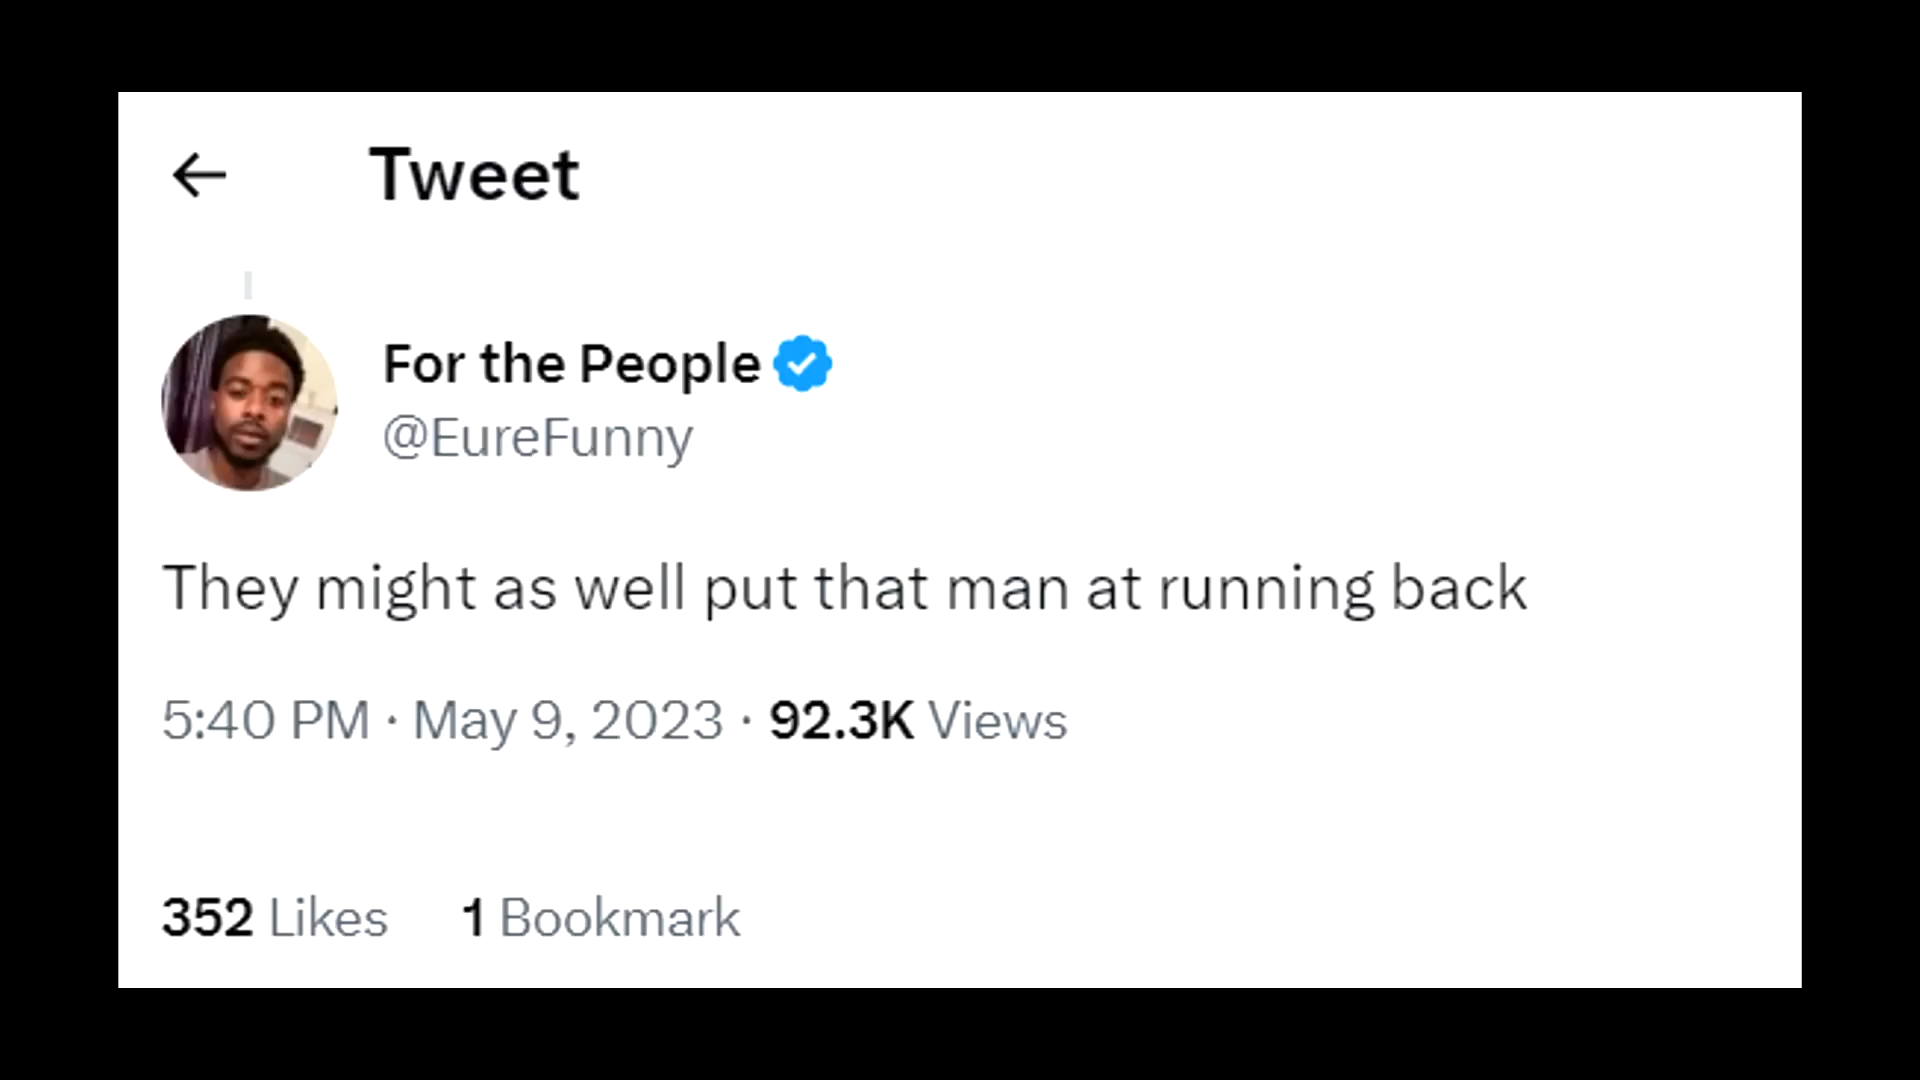 Tweet
For the People
@EureFunny
They might as well put that man at running back
5:40 PM · May 9, 2023 · 92.3K Views
352 Likes 1 Bookmark